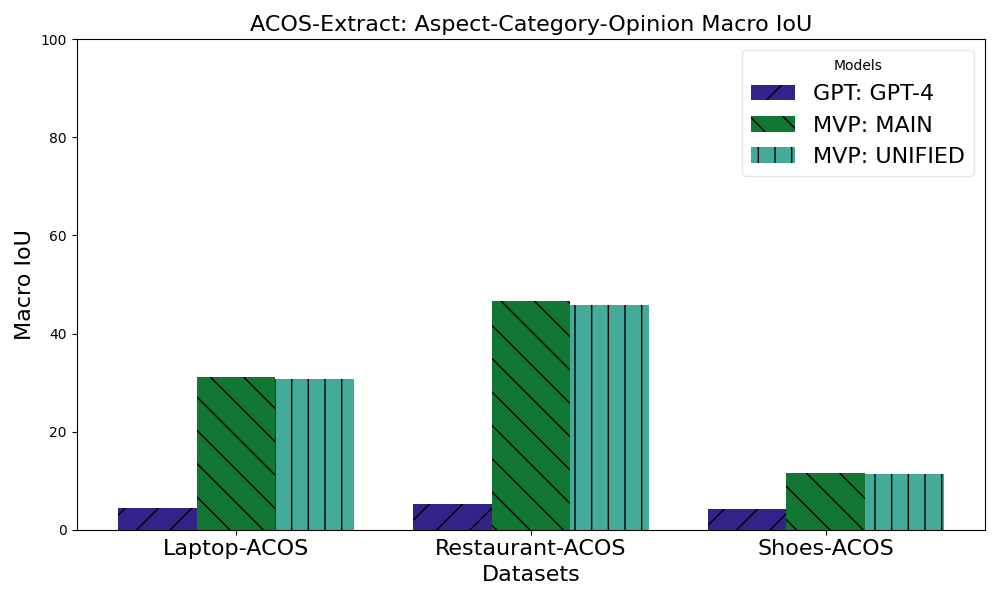 ACOS-Extract: Aspect-Category-Opinion Macro IoU
Models
GPT: GPT-4
MVP: MAIN
MVP: UNIFIED
Macro IoU
100
80
60
40
20
0
Laptop-ACOS
Restaurant-ACOS
Shoes-ACOS
Datasets